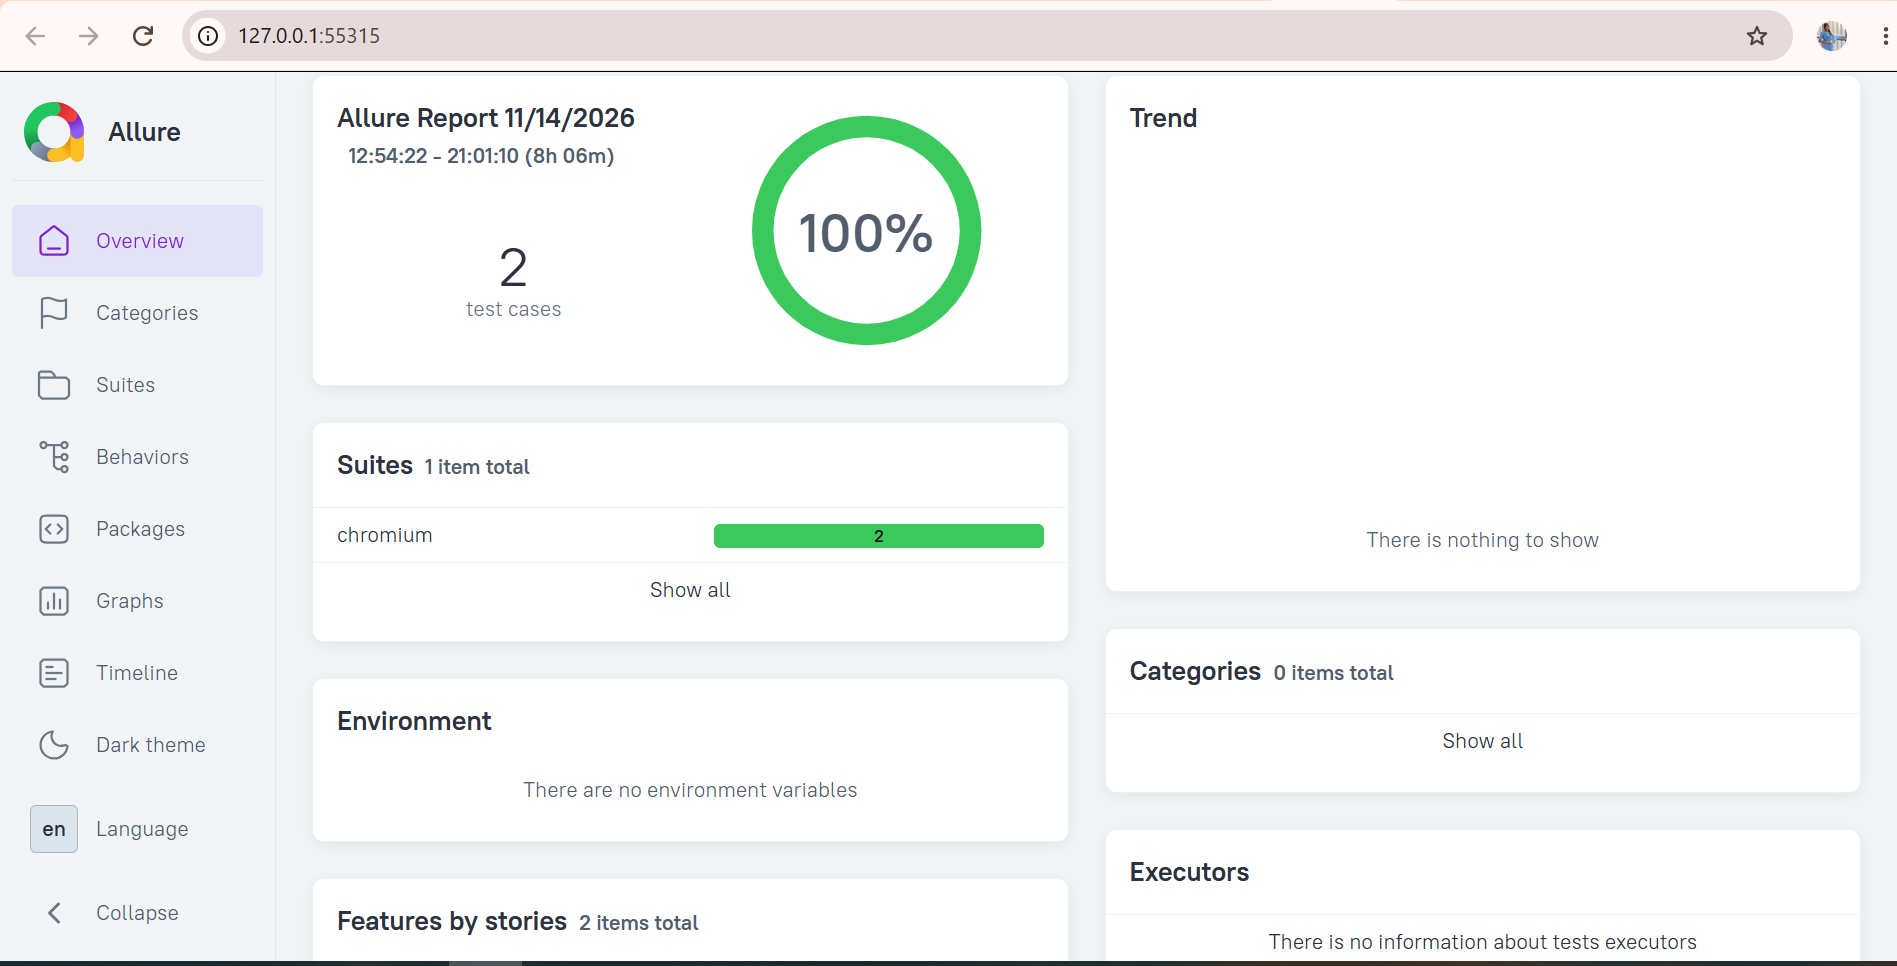 127.0.0.1:55315
Allure
Overview
Categories
Suites
Behaviors
Packages
Graphs
Timeline
Dark theme
en Language
Collapse
Allure Report 11/14/2026
12:54:22 - 21:01:10 (8h 06m)
2
test cases
100%
Suites 1 item total
chromium 2
Show all
Environment
There are no environment variables
Features by stories 2 items total
Trend
There is nothing to show
Categories 0 items total
Show all
Executors
There is no information about tests executors